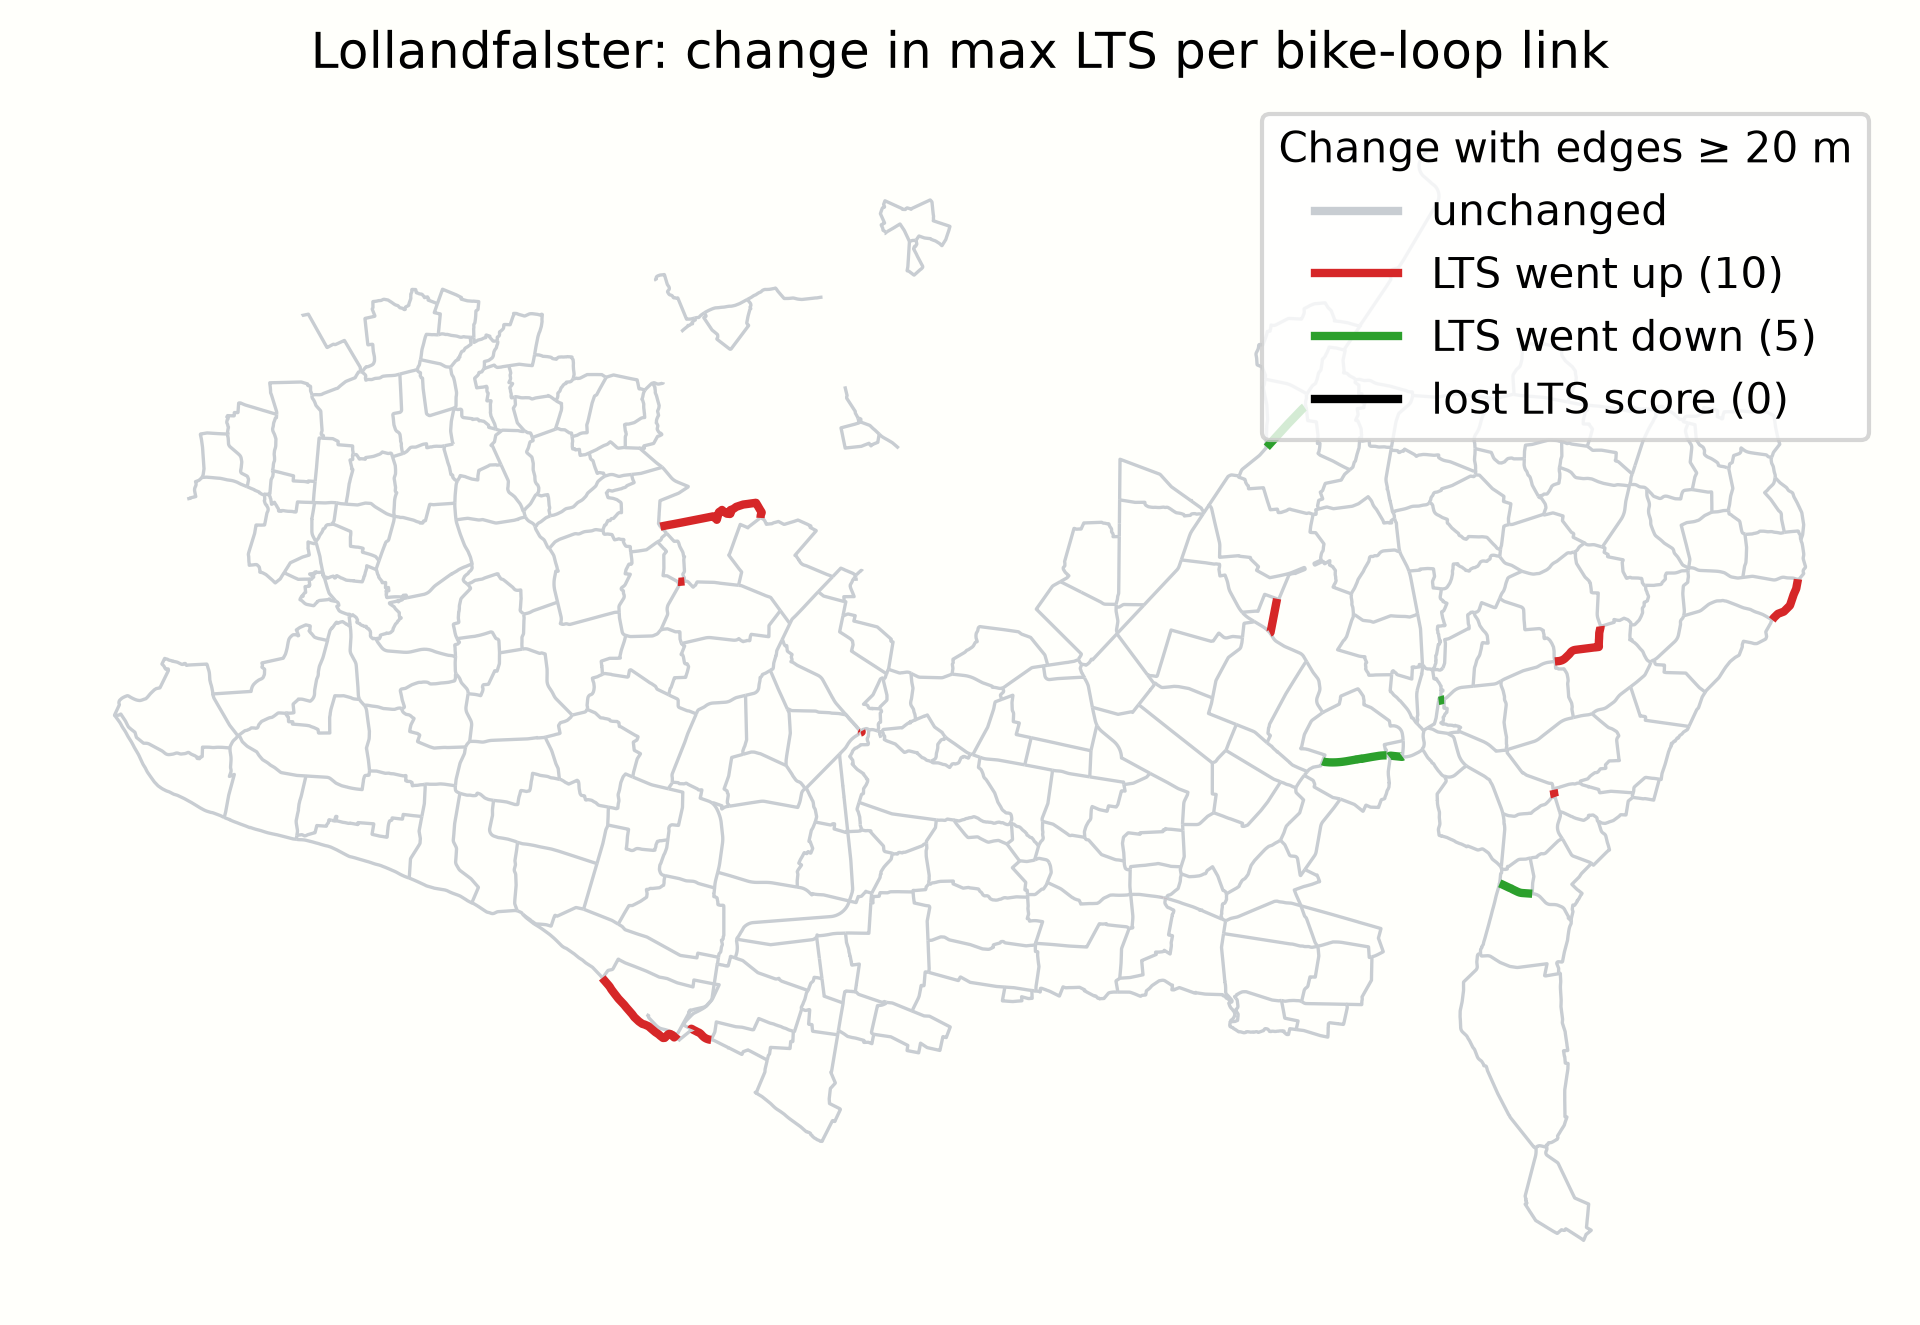 Lollandfalster: change in max LTS per bike-loop link
Change with edges ≥ 20 m
unchanged
LTS went up (10)
LTS went down (5)
lost LTS score (0)